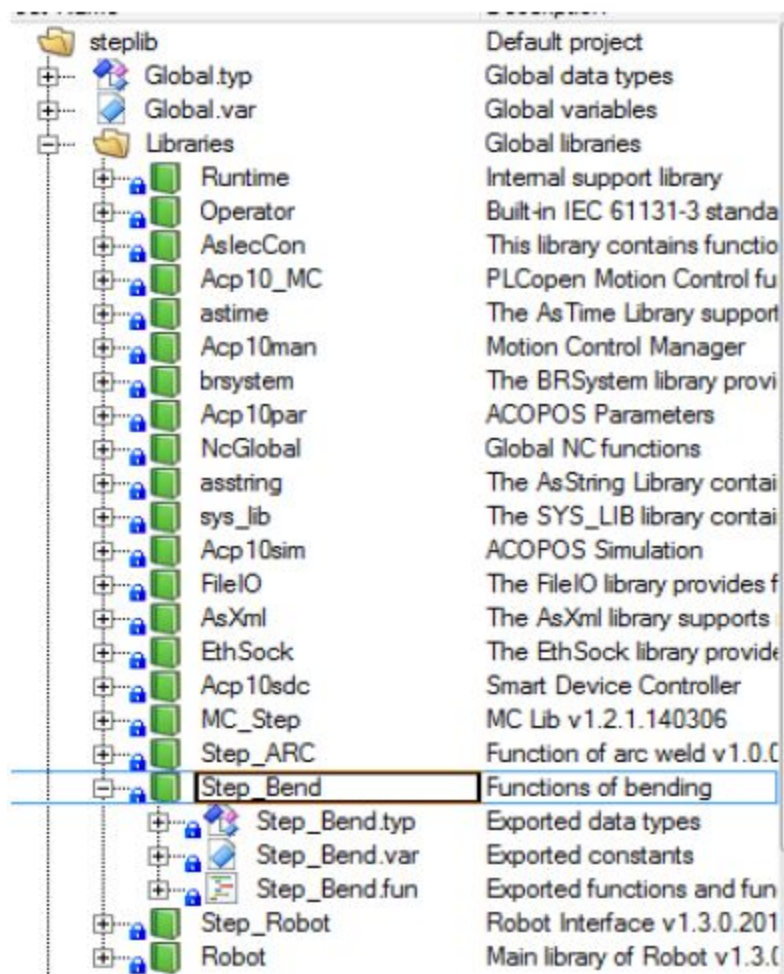 steplib Default project
Global.typ Global data types
Global.var Global variables
Libraries Global libraries
Runtime Internal support library
Operator Built-in IEC 61131-3 standa
AsIecCon This library contains functio
Acp10_MC PLCopen Motion Control fu
astime The AsTime Library support
Acp10man Motion Control Manager
brsystem The BRSystem library provi
Acp10par ACOPOS Parameters
NcGlobal Global NC functions
asstring The AsString Library contai
sys_lib The SYS_LIB library contai
Acp10sim ACOPOS Simulation
FileIO The FileIO library provides f
AsXml The AsXml library supports
EthSock The EthSock library provide
Acp10sdc Smart Device Controller
MC_Step MC Lib v1.2.1.140306
Step_ARC Function of arc weld v1.0.0
Step_Bend Functions of bending
Step_Bend.typ Exported data types
Step_Bend.var Exported constants
Step_Bend.fun Exported functions and fun
Step_Robot Robot Interface v1.3.0.201
Robot Main library of Robot v1.3.